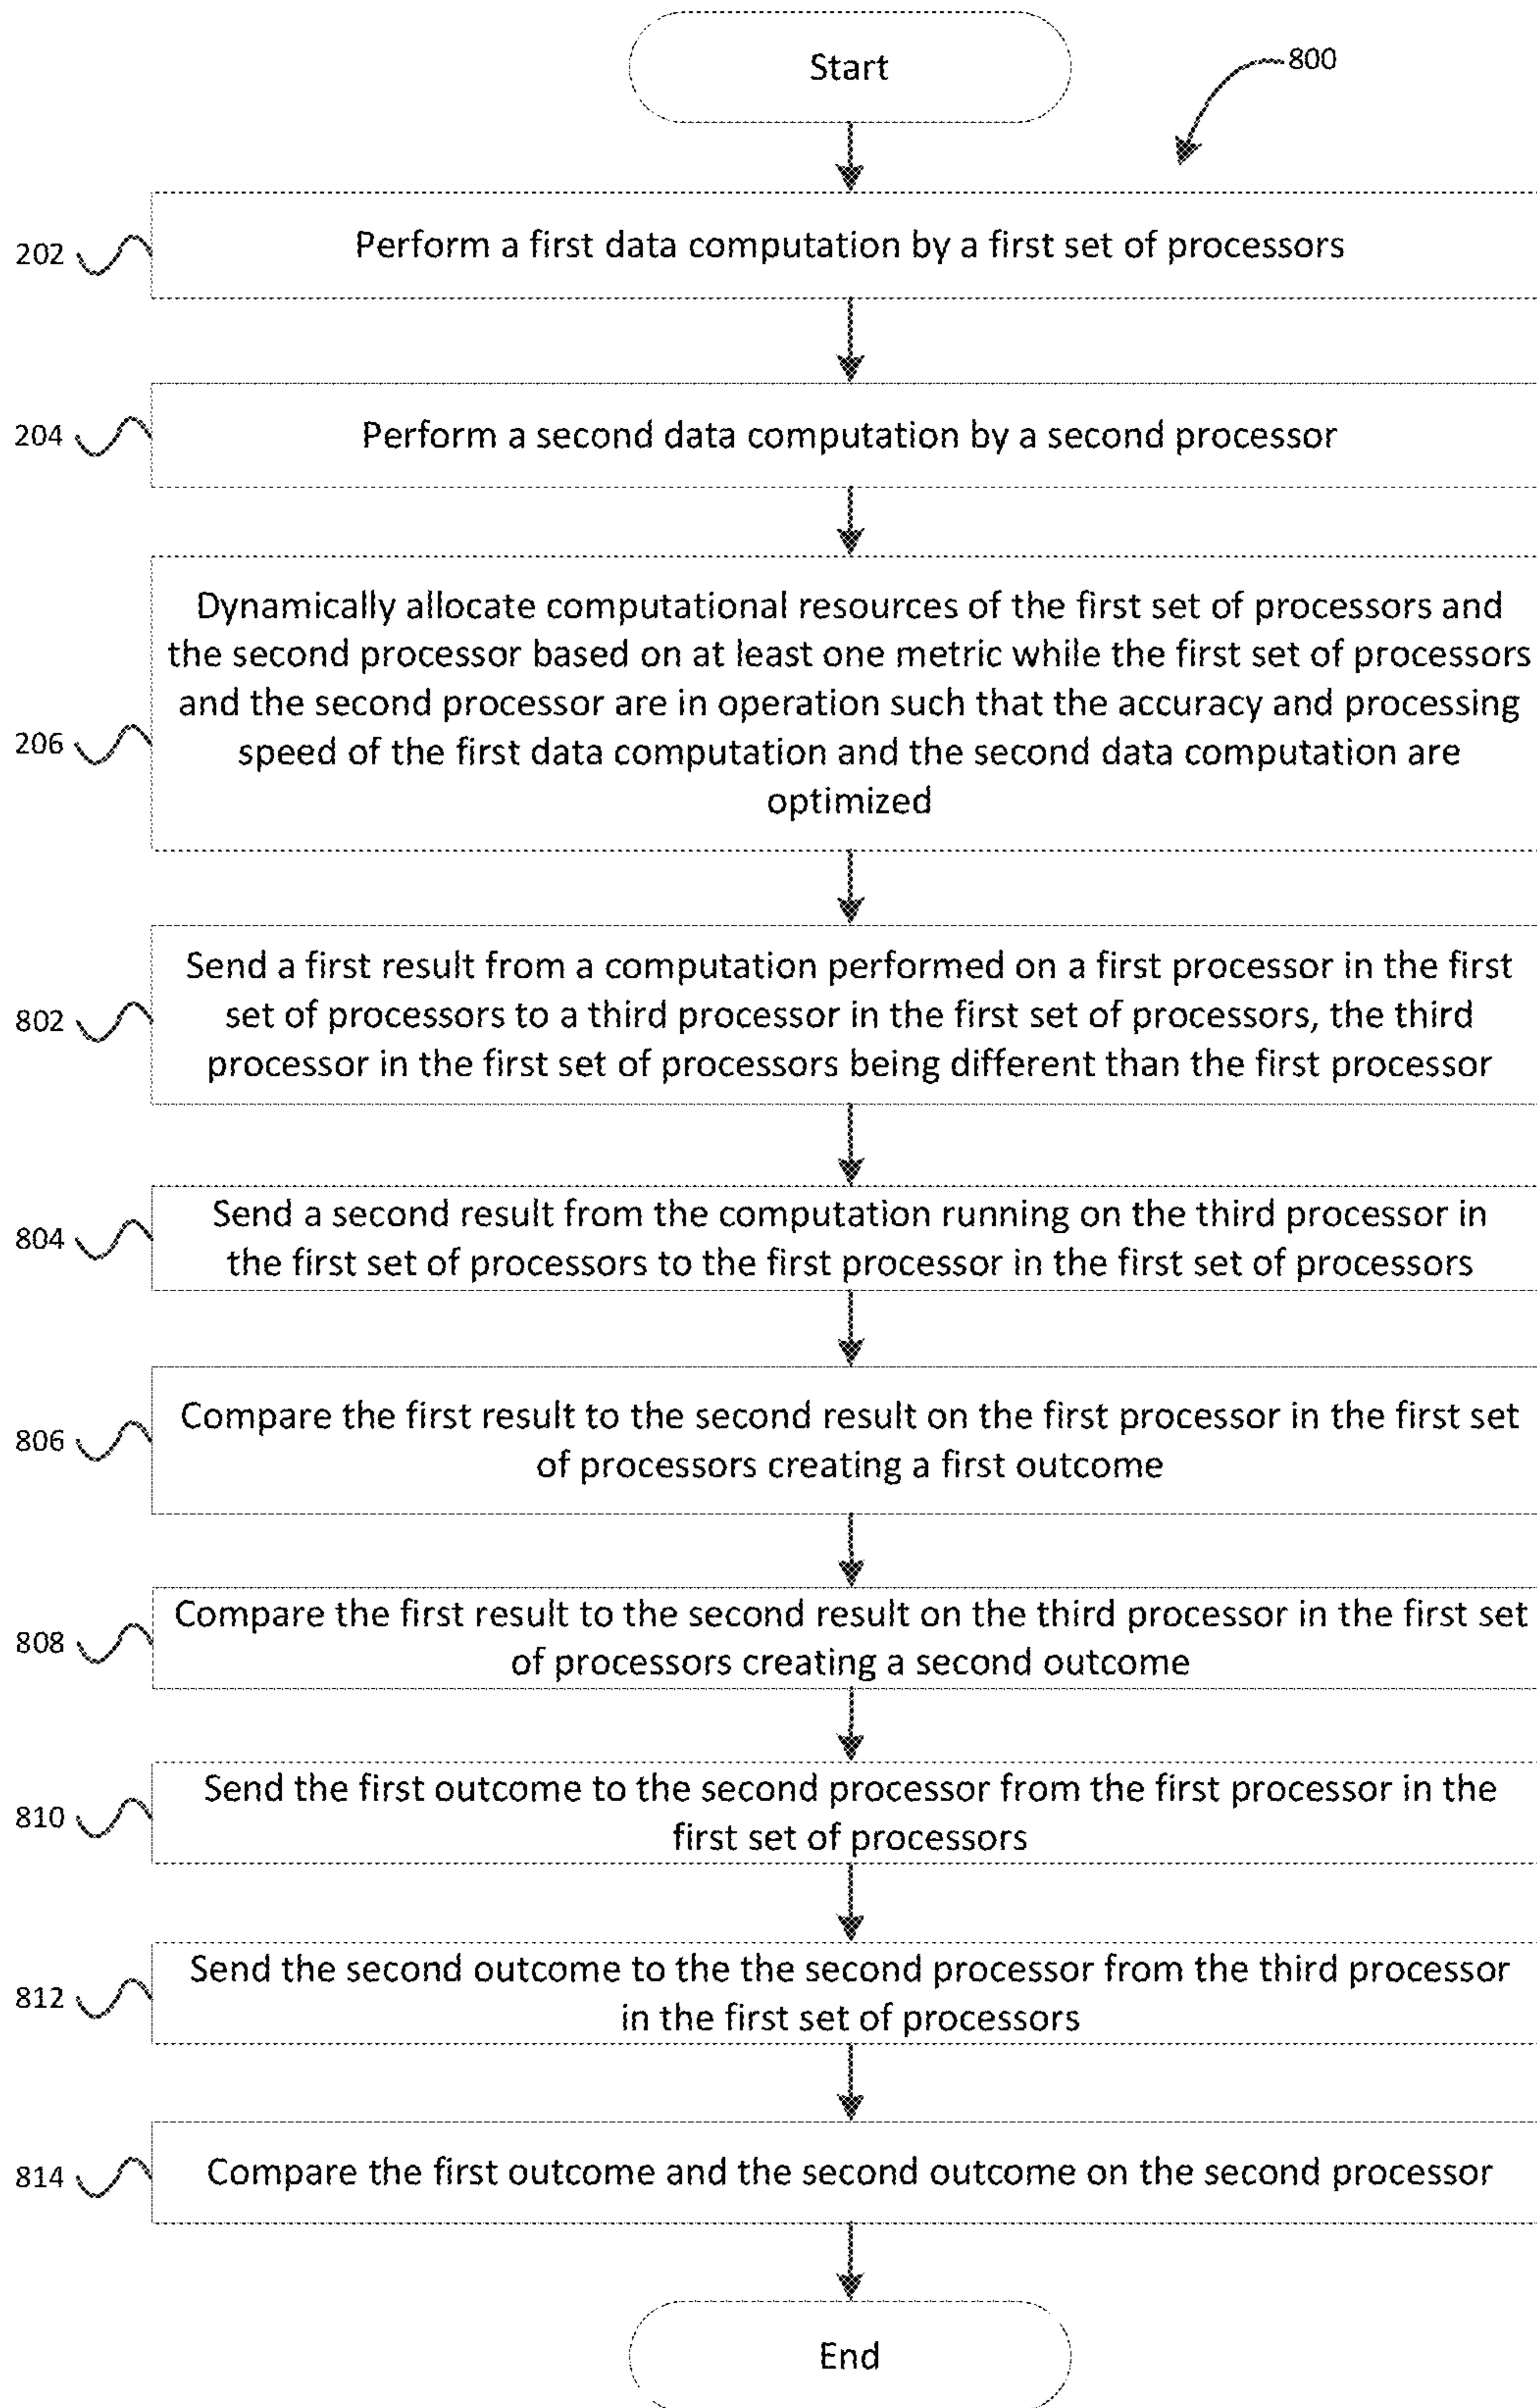 Start
800
202
Perform a first data computation by a first set of processors
204
Perform a second data computation by a second processor
206
Dynamically allocate computational resources of the first set of processors and
the second processor based on at least one metric while the first set of processors
and the second processor are in operation such that the accuracy and processing
speed of the first data computation and the second data computation are
optimized
802
Send a first result from a computation performed on a first processor in the first
set of processors to a third processor in the first set of processors, the third
processor in the first set of processors being different than the first processor
804
Send a second result from the computation running on the third processor in
the first set of processors to the first processor in the first set of processors
806
Compare the first result to the second result on the first processor in the first set
of processors creating a first outcome
808
Compare the first result to the second result on the third processor in the first set
of processors creating a second outcome
810
Send the first outcome to the second processor from the first processor in the
first set of processors
812
Send the second outcome to the the second processor from the third processor
in the first set of processors
814
Compare the first outcome and the second outcome on the second processor
End